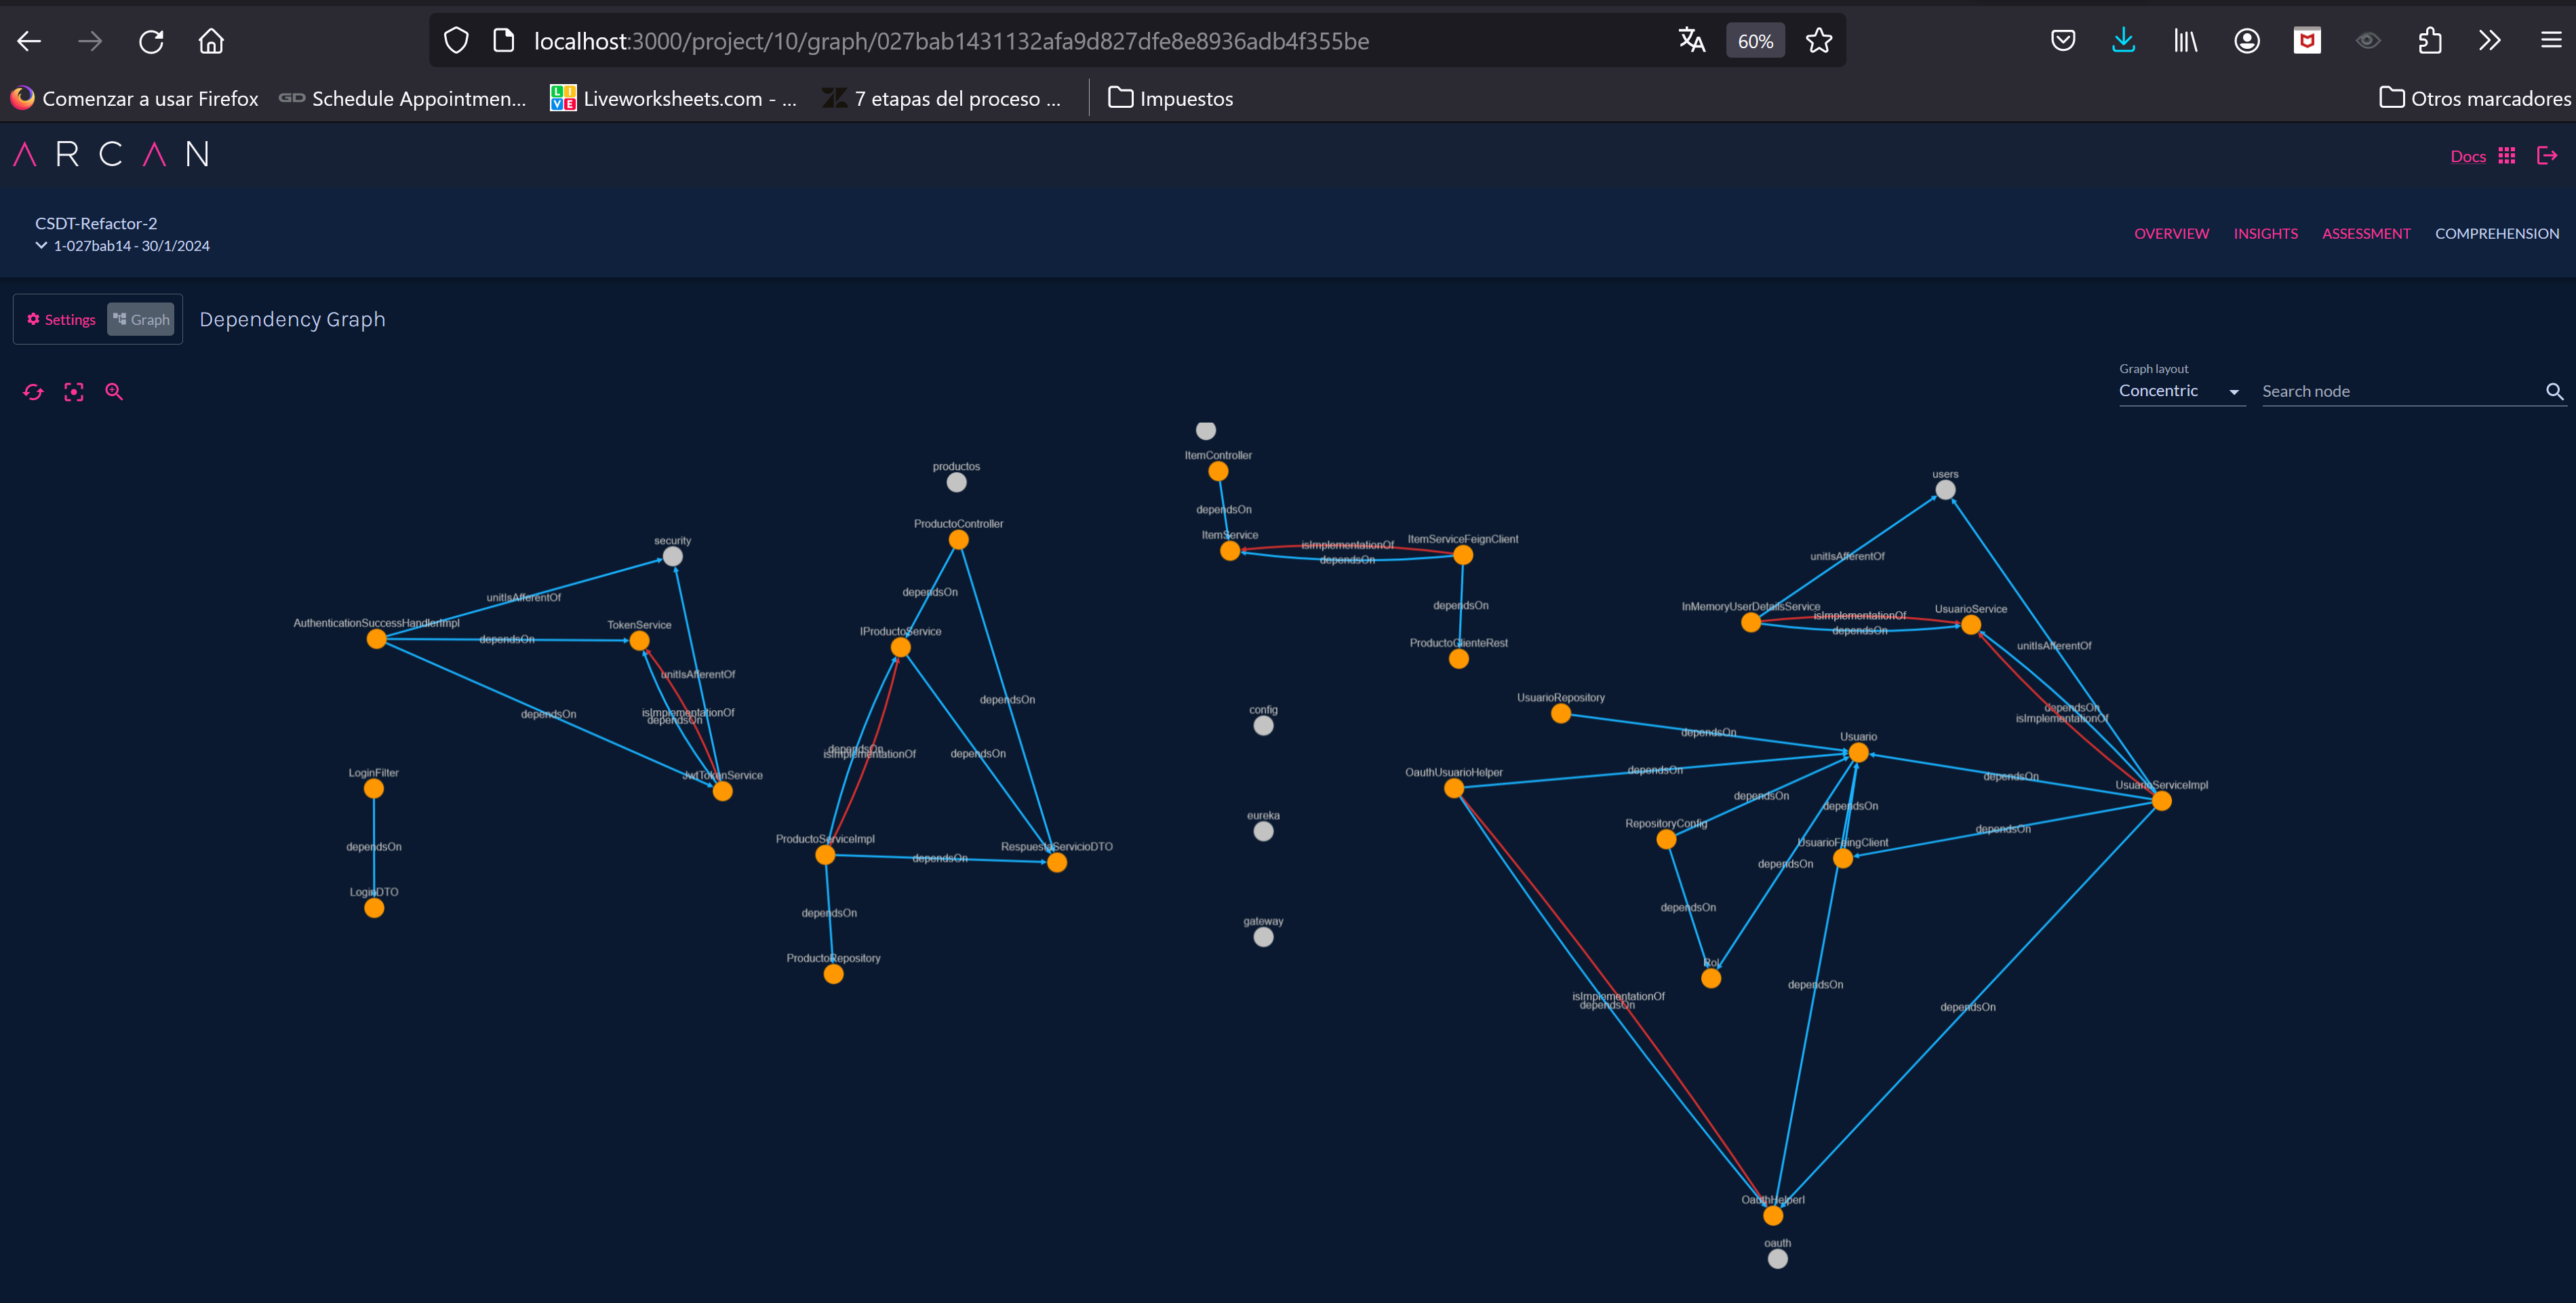 localhost:3000/project/10/graph/027bab1431132afa9d827dfe8e8936adb4f355be
60%
Comenzar a usar Firefox
GD Schedule Appointmen...
LIVE Liveworksheets.com - ...
7 etapas del proceso ...
Impuestos
Otros marcadores
ARCAN
Docs
CSDT-Refactor-2
1-027bab14 - 30/1/2024
OVERVIEW INSIGHTS ASSESSMENT COMPREHENSION
Settings Graph Dependency Graph
Graph layout
Concentric
Search node
ItemController
productos
users
dependsOn
ProductoController
ItemService
isImplementationOf
dependsOn
ItemServiceFeignClient
security
unitIsAfferentOf
dependsOn
unitIsAfferentOf
dependsOn
InMemoryUserDetailsService
isImplementationOf
dependsOn
UsuarioService
AuthenticationSuccessHandlerImpl
dependsOn
TokenService
IProductoService
ProductoClienteRest
unitIsAfferentOf
unitIsAfferentOf
dependsOn
UsuarioRepository
dependsOn
isImplementationOf
dependsOn
dependsOn
isImplementationOf
config
dependsOn
Usuario
dependsOn
isImplementationOf
dependsOn
LoginFilter
JwtTokenService
OauthUsuarioHelper
dependsOn
dependsOn
UsuarioServiceImpl
dependsOn
dependsOn
eureka
RepositoryConfig
dependsOn
ProductoServiceImpl
RespuestaServicioDTO
UsuarioFeingClient
dependsOn
dependsOn
dependsOn
LoginDTO
dependsOn
dependsOn
gateway
ProductoRepository
Rol
dependsOn
isImplementationOf
dependsOn
dependsOn
OauthHelperI
oauth